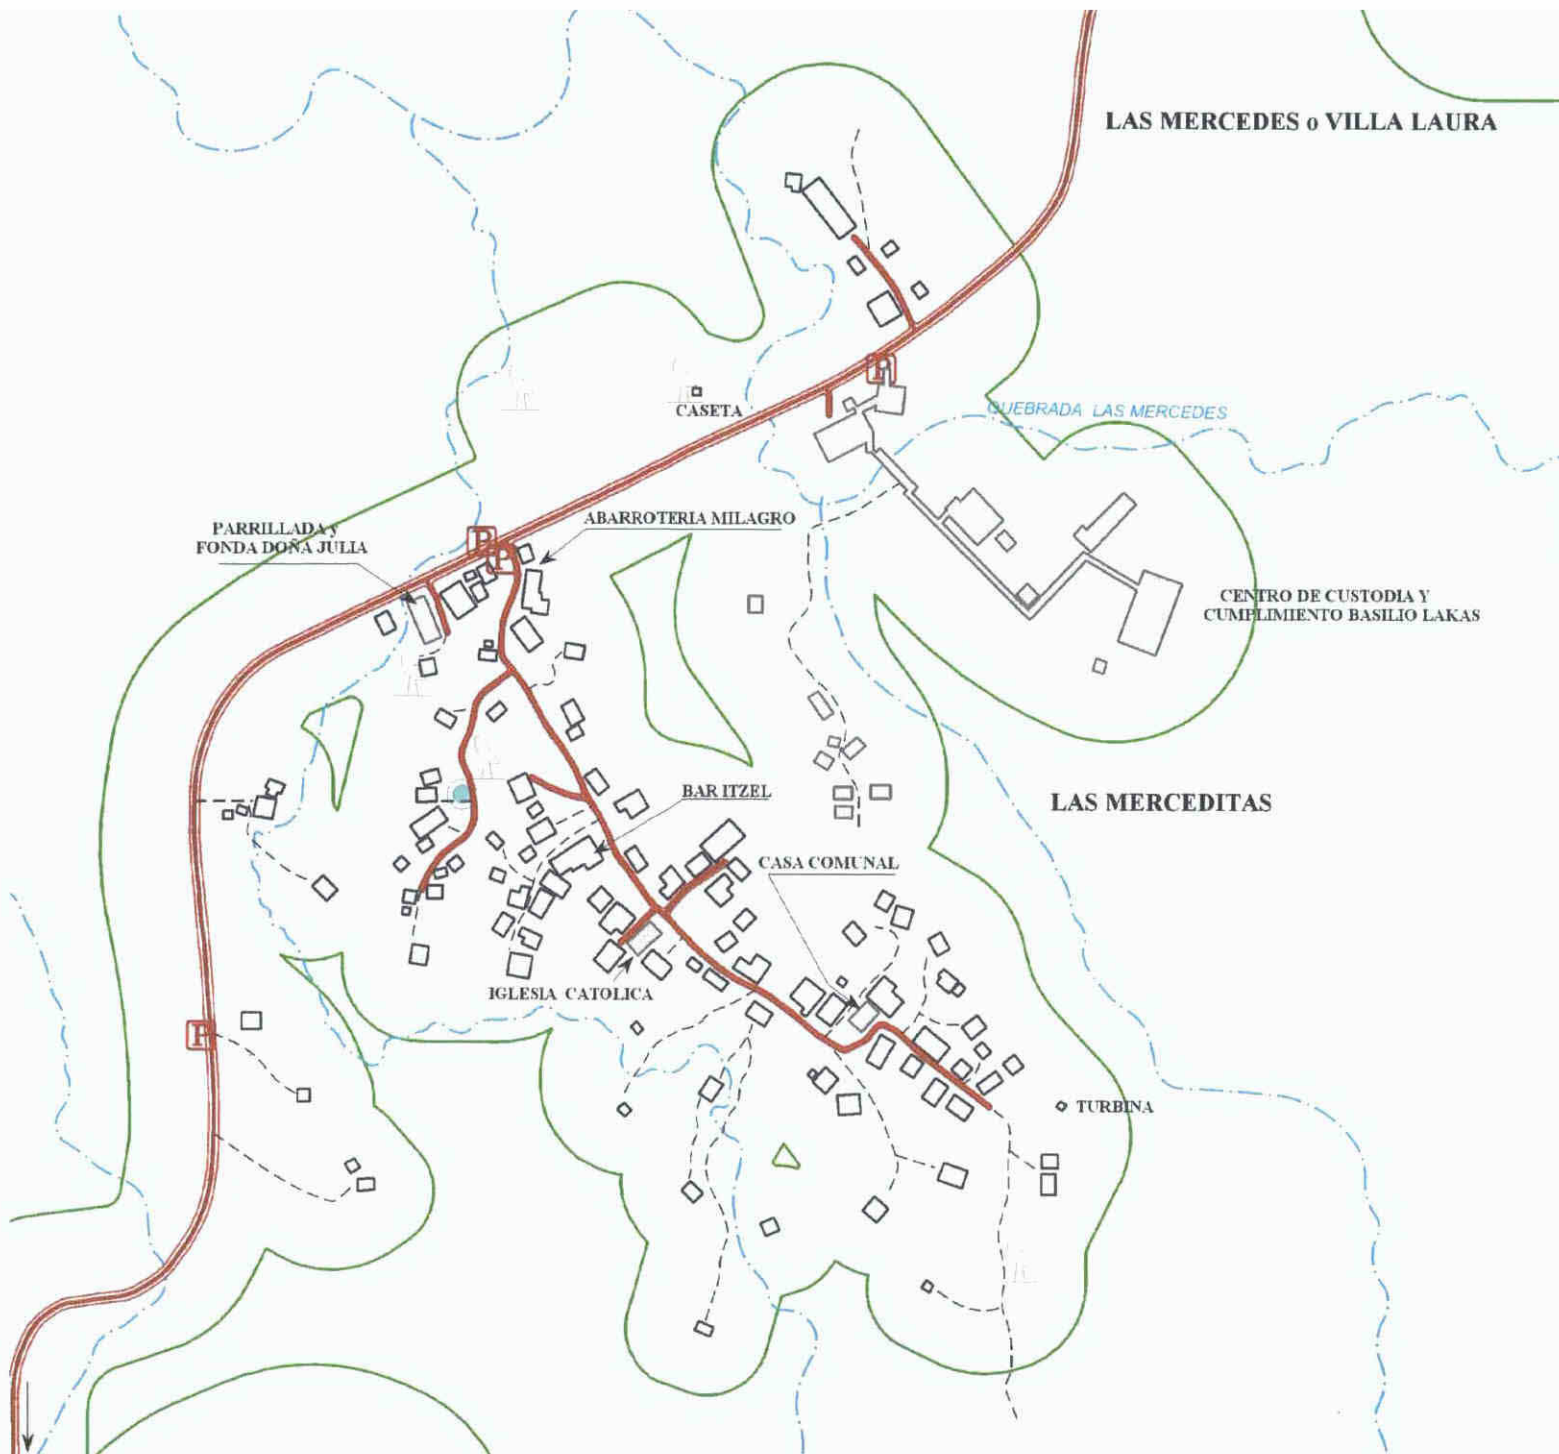 LAS MERCEDES o VILLA LAURA
P
CASETA
QUEBRADA LAS MERCEDES
PARRILLADA y
FONDA DOÑA JULIA
ABARROTERIA MILAGRO
P
P
CENTRO DE CUSTODIA Y
CUMPLIMIENTO BASILIO LAKAS
BAR ITZEL
LAS MERCEDITAS
CASA COMUNAL
IGLESIA CATOLICA
P
TURBINA